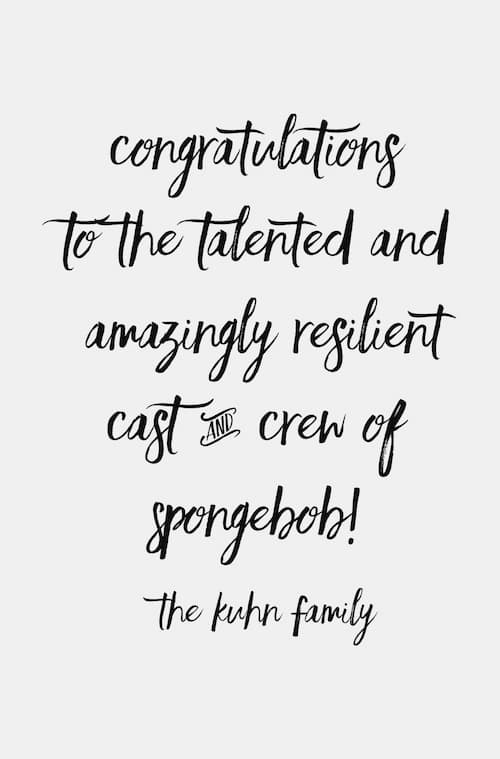 congratulations
to the talented and
amazingly resilient
cast AND crew of
spongebob!
the kuhn family